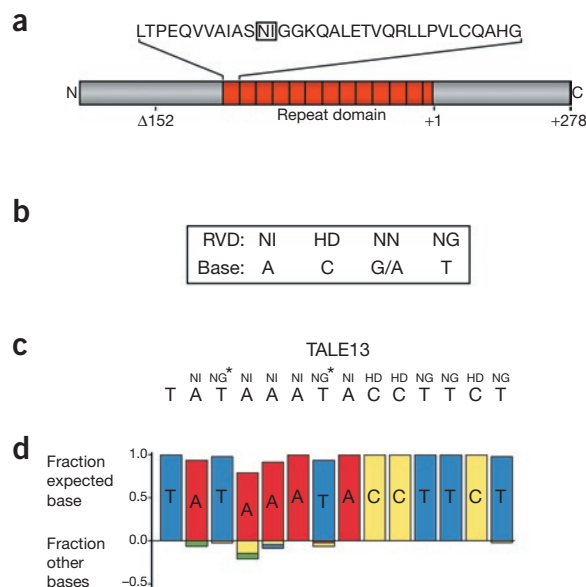 a
LTPEQVVAIASNIGGKQALETVQRLLPVLCQAHG
N C
Δ152 Repeat domain +1 +278
b
RVD: NI HD NN NG
Base: A C G/A T
c
TALE13
NI NG* NI NI NI NG* NI HD HD NG NG HD NG
T A T A A A T A C C T T C T
d
Fraction expected base
1.0
0.5
0.0
−0.5
T A T A A A T A C C T T C T
Fraction other bases